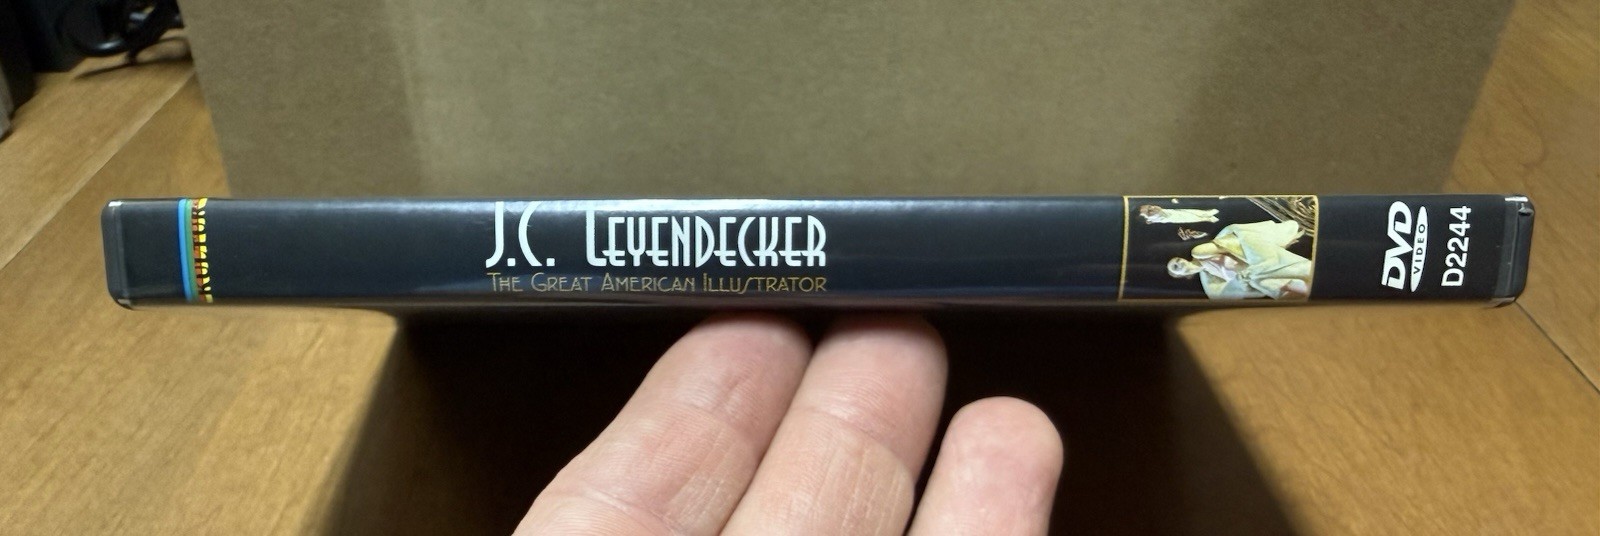 J.C. LEYENDECKER
THE GREAT AMERICAN ILLUSTRATOR
DVD
VIDEO
D2244